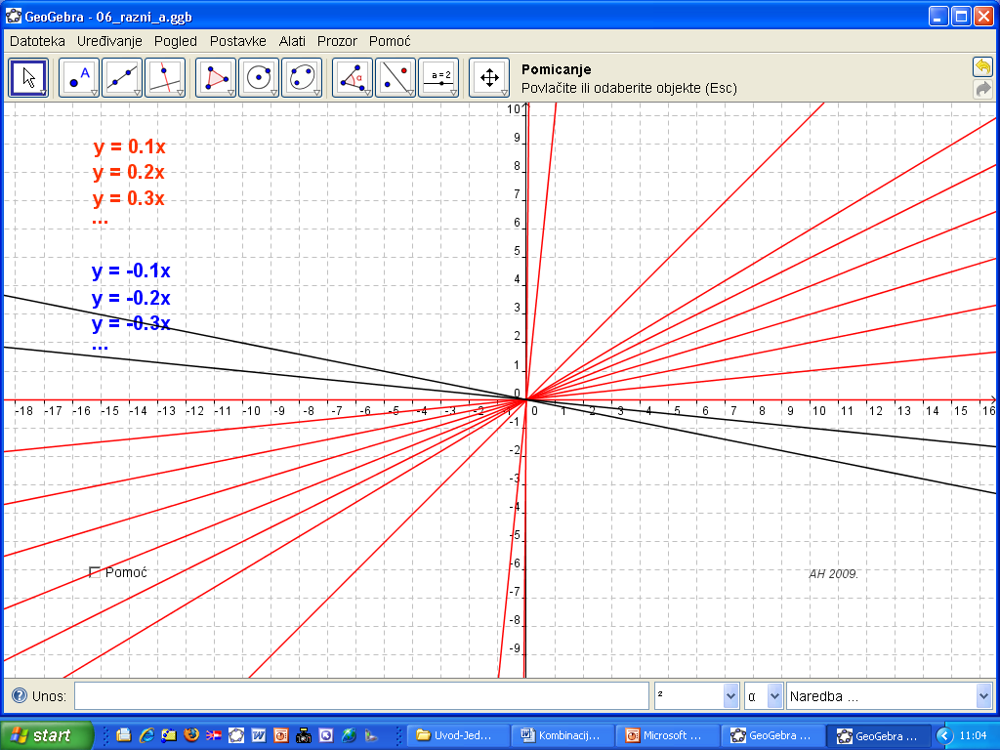 GeoGebra - 06_razni_a.ggb
Datoteka Uređivanje Pogled Postavke Alati Prozor Pomoć
A α a = 2
Pomicanje
Povlačite ili odaberite objekte (Esc)
y = 0.1x
y = 0.2x
y = 0.3x
...
y = -0.1x
y = -0.2x
y = -0.3x
...
10
9
8
7
6
5
4
3
2
1
0
-18 -17 -16 -15 -14 -13 -12 -11 -10 -9 -8 -7 -6 -5 -4 -3 -2 -1 0 1 2 3 4 5 6 7 8 9 10 11 12 13 14 15 16
-1
-2
-3
-4
-5
-6
-7
-8
-9
Pomoć
AH 2009.
Unos: ² α Naredba ...
start Uvod-Jed... Kombinacij... Microsoft ... GeoGebra ... GeoGebra ... 11:04